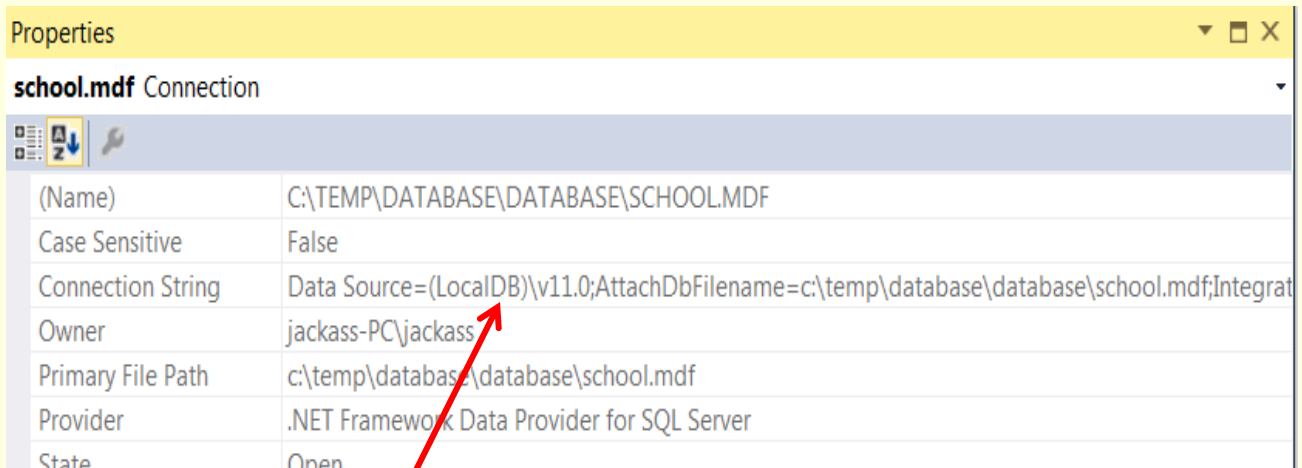 Properties
school.mdf Connection
(Name) C:\TEMP\DATABASE\DATABASE\SCHOOL.MDF
Case Sensitive False
Connection String Data Source=(LocalDB)\v11.0;AttachDbFilename=c:\temp\database\database\school.mdf;Integrat
Owner jackass-PC\jackass
Primary File Path c:\temp\database\database\school.mdf
Provider .NET Framework Data Provider for SQL Server
State Open